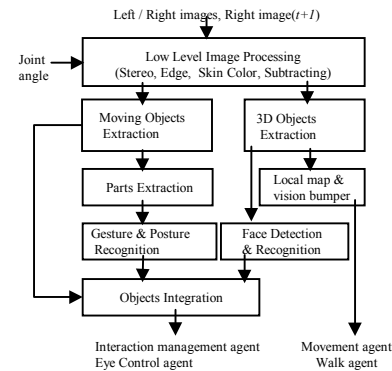 Left / Right images, Right image(t+1)
Joint
angle
Low Level Image Processing
(Stereo, Edge, Skin Color, Subtracting)
Moving Objects
Extraction
3D Objects
Extraction
Parts Extraction
Local map &
vision bumper
Gesture & Posture
Recognition
Face Detection
& Recognition
Objects Integration
Interaction management agent
Eye Control agent
Movement agent
Walk agent